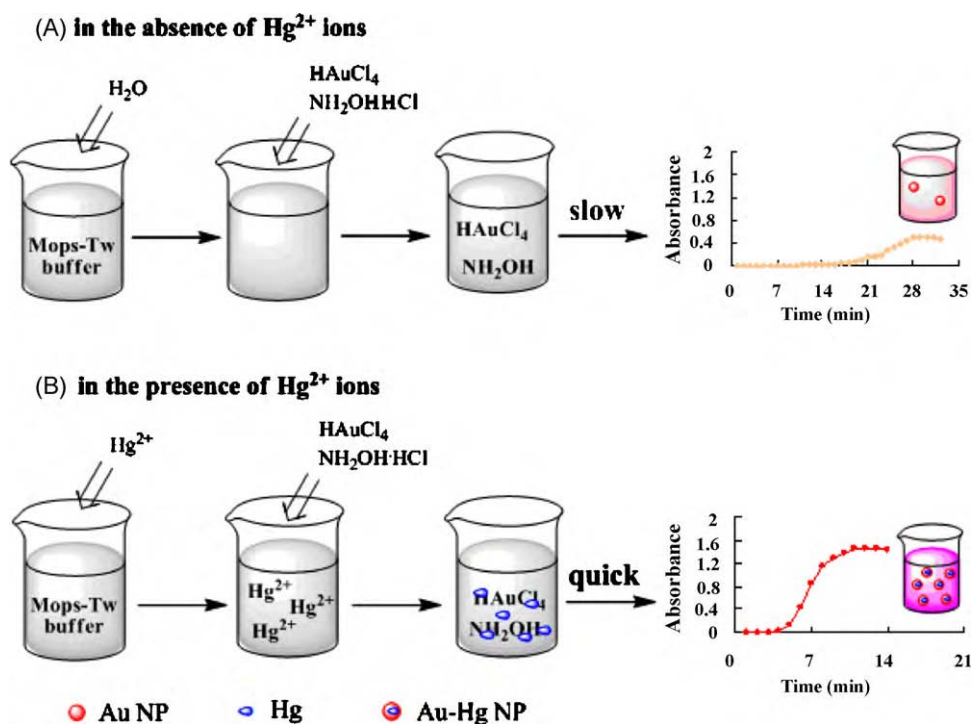 (A) in the absence of Hg²⁺ ions
H₂O
HAuCl₄
NH₂OHHCl
Mops-Tw
buffer
HAuCl₄
NH₂OH
slow
Absorbance
2
1.6
1.2
0.8
0.4
0
0 7 14 21 28 35
Time (min)
(B) in the presence of Hg²⁺ ions
Hg²⁺
HAuCl₄
NH₂OH·HCl
Mops-Tw
buffer
Hg²⁺
Hg²⁺
Hg²⁺
HAuCl₄
NH₂OH
quick
Absorbance
2
1.6
1.2
0.8
0.4
0
0 7 14 21
Time (min)
Au NP Hg Au-Hg NP